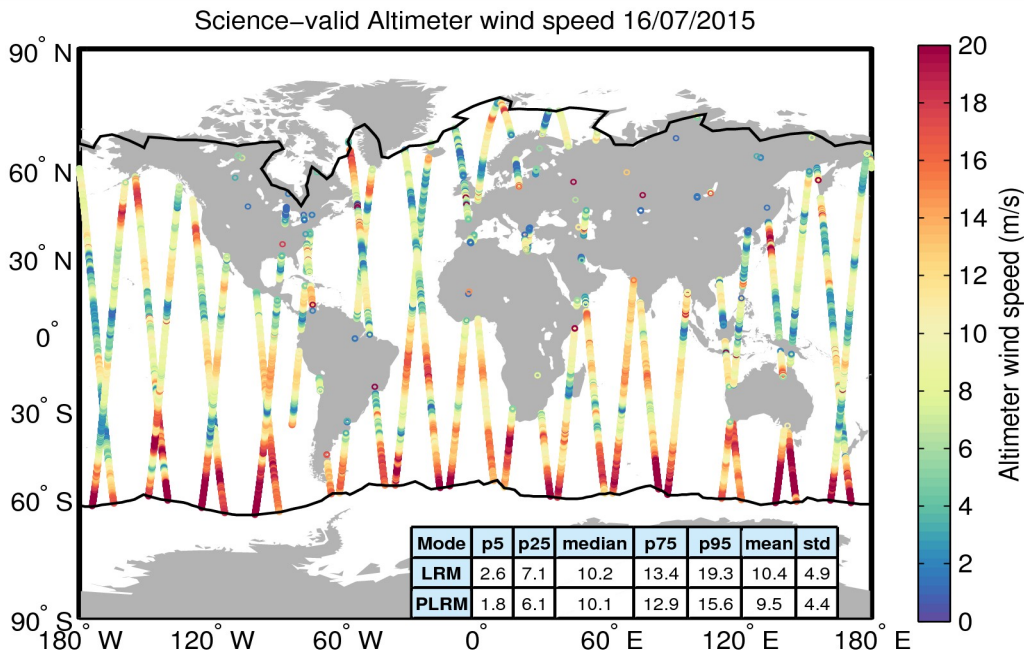 Science−valid Altimeter wind speed 16/07/2015
90° N
60° N
30° N
0°
30° S
60° S
90° S
180° W
120° W
60° W
0°
60° E
120° E
180° E
Mode p5 p25 median p75 p95 mean std
LRM 2.6 7.1 10.2 13.4 19.3 10.4 4.9
PLRM 1.8 6.1 10.1 12.9 15.6 9.5 4.4
20
18
16
14
12
10
8
6
4
2
0
Altimeter wind speed (m/s)